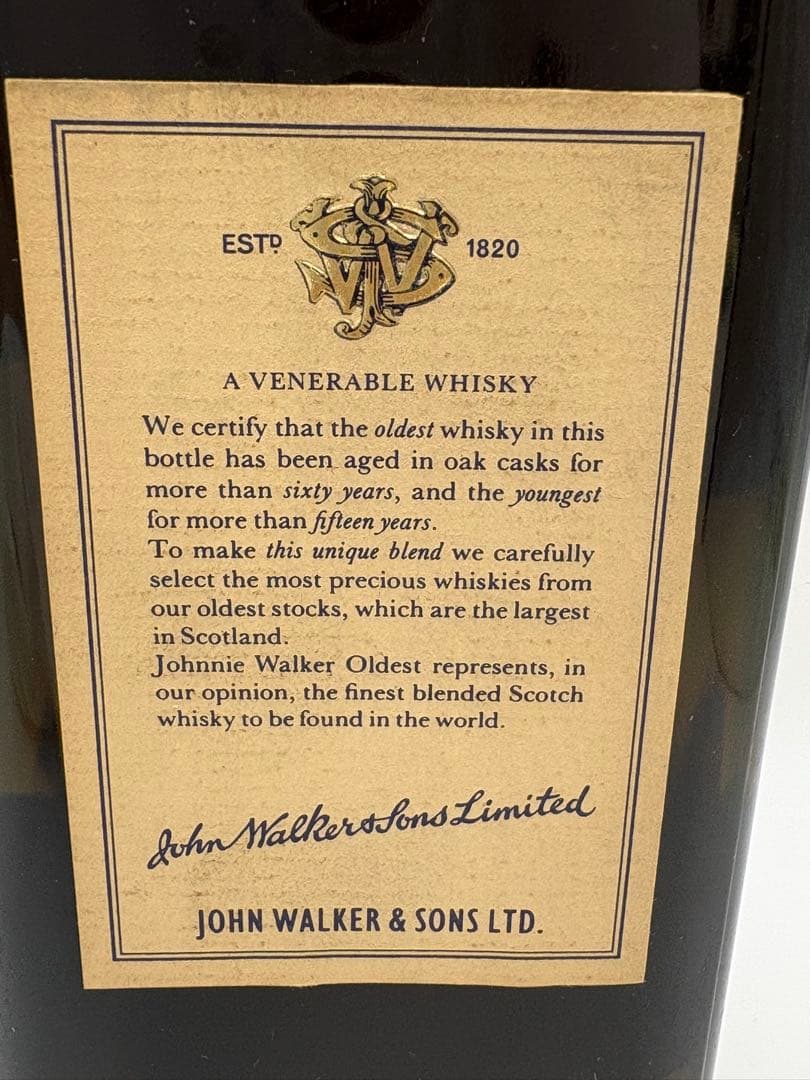 ESTD 1820
A VENERABLE WHISKY
We certify that the oldest whisky in this
bottle has been aged in oak casks for
more than sixty years, and the youngest
for more than fifteen years.
To make this unique blend we carefully
select the most precious whiskies from
our oldest stocks, which are the largest
in Scotland.
Johnnie Walker Oldest represents, in
our opinion, the finest blended Scotch
whisky to be found in the world.
John Walker & Sons Limited
JOHN WALKER & SONS LTD.